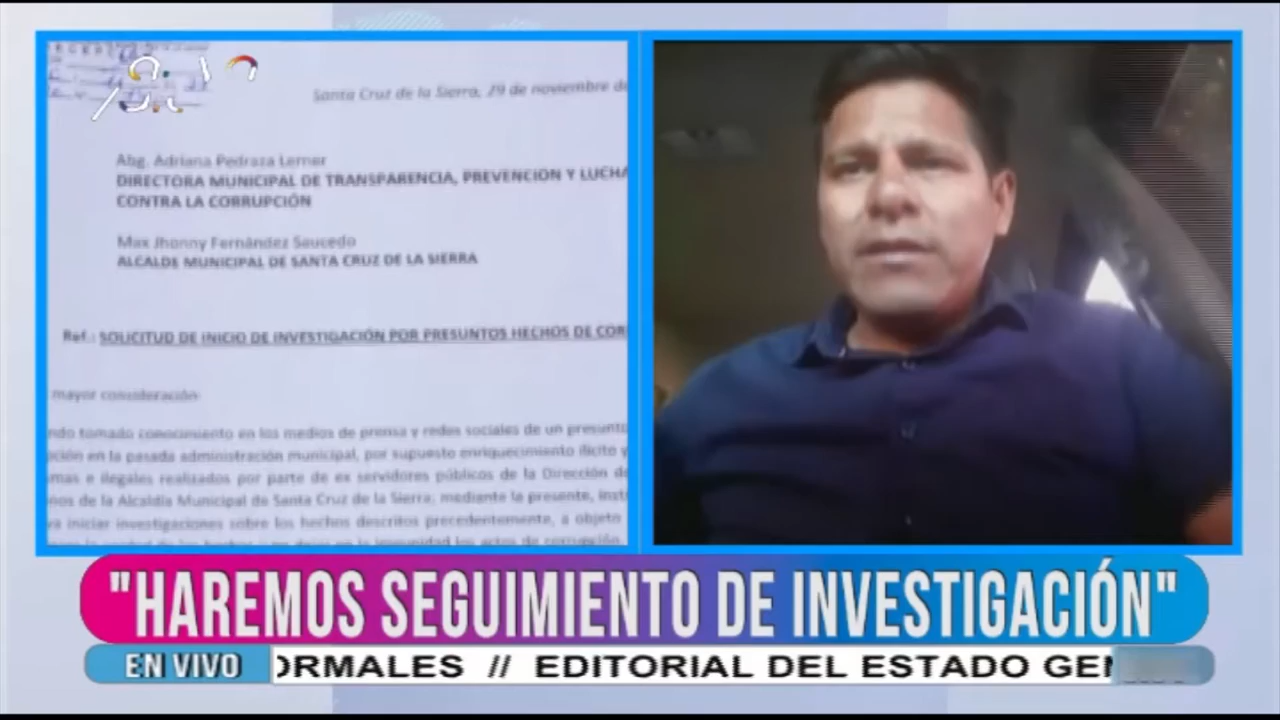 Santa Cruz de la Sierra, 29 de noviembre de
Abg. Adriana Pedraza Lerner
DIRECTORA MUNICIPAL DE TRANSPARENCIA, PREVENCION Y LUCHA
CONTRA LA CORRUPCIÓN
Max Jhonny Fernández Saucedo
ALCALDE MUNICIPAL DE SANTA CRUZ DE LA SIERRA
Ref.: SOLICITUD DE INICIO DE INVESTIGACIÓN POR PRESUNTOS HECHOS DE COR
mayor consideración
ndo tomado conocimiento en los medios de prensa y redes sociales de un presunto
ción en la pasada administración municipal, por supuesto enriquecimiento ilícito y
mas e ilegales realizados por parte de ex servidores públicos de la Dirección de
nos de la Alcaldía Municipal de Santa Cruz de la Sierra; mediante la presente, inst
va iniciar investigaciones sobre los hechos descritos precedentemente, a objeto
"HAREMOS SEGUIMIENTO DE INVESTIGACIÓN"
EN VIVO
ORMALES // EDITORIAL DEL ESTADO GEN